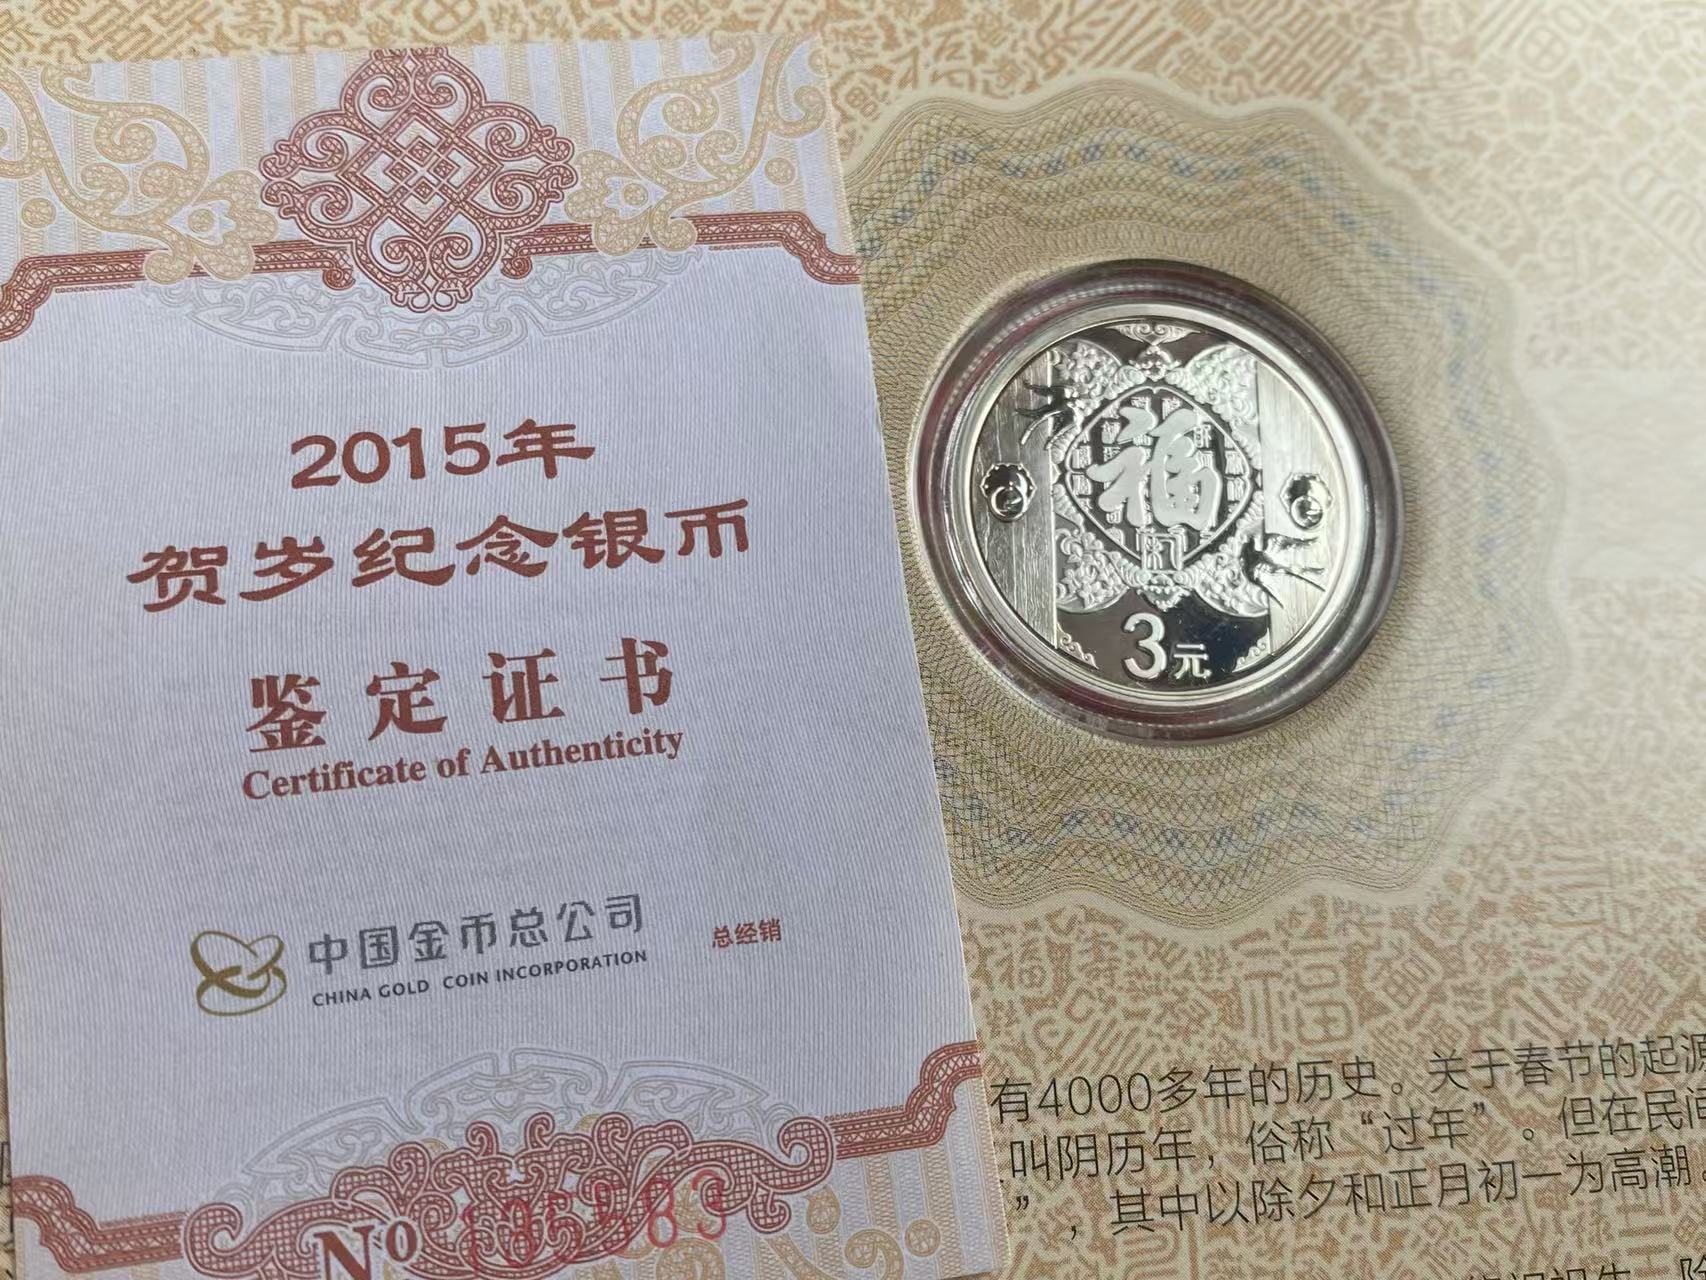 2015年
贺岁纪念银币
鉴定证书
Certificate of Authenticity
中国金币总公司
CHINA GOLD COIN INCORPORATION
总经销
No
福
3元
有4000多年的历史。关于春节的起源
叫阴历年，俗称“过年”。但在民间
”，其中以除夕和正月初一为高潮